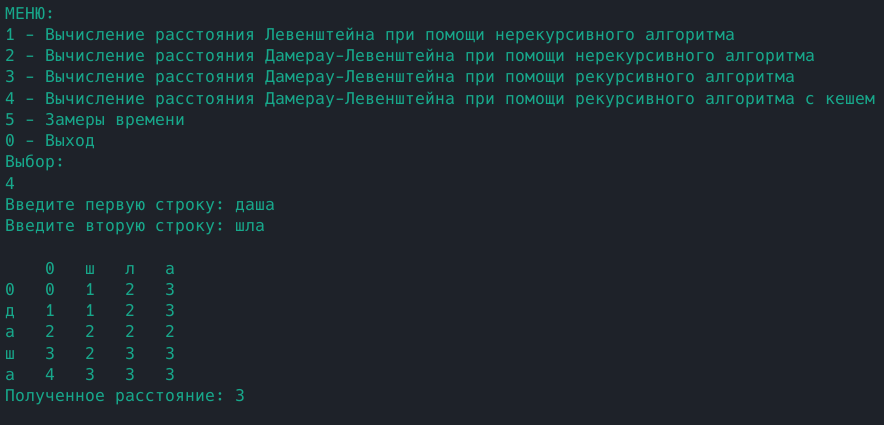 МЕНЮ:
1 - Вычисление расстояния Левенштейна при помощи нерекурсивного алгоритма
2 - Вычисление расстояния Дамерау-Левенштейна при помощи нерекурсивного алгоритма
3 - Вычисление расстояния Дамерау-Левенштейна при помощи рекурсивного алгоритма
4 - Вычисление расстояния Дамерау-Левенштейна при помощи рекурсивного алгоритма с кешем
5 - Замеры времени
0 - Выход
Выбор:
4
Введите первую строку: даша
Введите вторую строку: шла
0 ш л а
0 0 1 2 3
д 1 1 2 3
а 2 2 2 2
ш 3 2 3 3
а 4 3 3 3
Полученное расстояние: 3